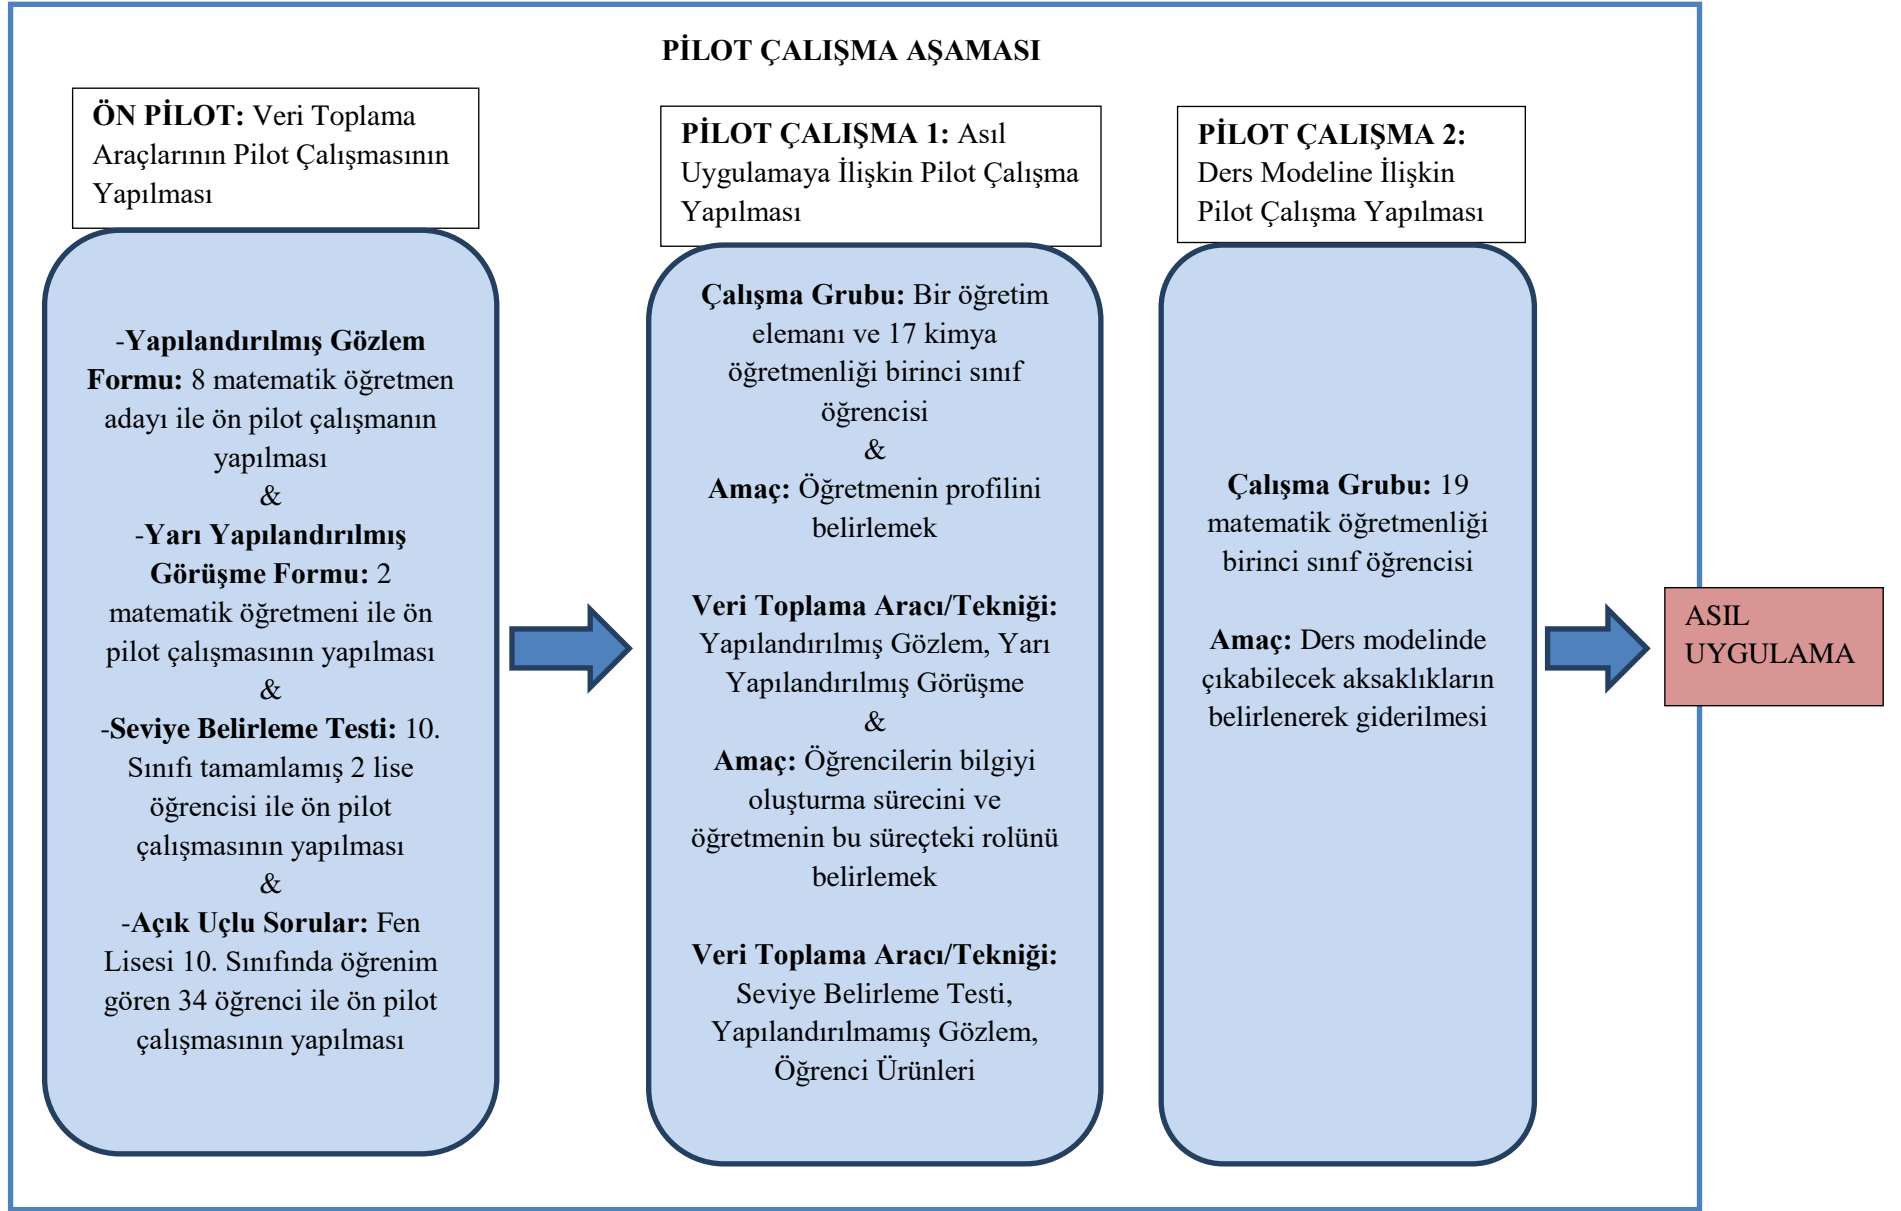 PİLOT ÇALIŞMA AŞAMASI
ÖN PİLOT: Veri Toplama
Araçlarının Pilot Çalışmasının
Yapılması
-Yapılandırılmış Gözlem
Formu: 8 matematik öğretmen
adayı ile ön pilot çalışmanın
yapılması
&
-Yarı Yapılandırılmış
Görüşme Formu: 2
matematik öğretmeni ile ön
pilot çalışmasının yapılması
&
-Seviye Belirleme Testi: 10.
Sınıfı tamamlamış 2 lise
öğrencisi ile ön pilot
çalışmasının yapılması
&
-Açık Uçlu Sorular: Fen
Lisesi 10. Sınıfında öğrenim
gören 34 öğrenci ile ön pilot
çalışmasının yapılması
PİLOT ÇALIŞMA 1: Asıl
Uygulamaya İlişkin Pilot Çalışma
Yapılması
Çalışma Grubu: Bir öğretim
elemanı ve 17 kimya
öğretmenliği birinci sınıf
öğrencisi
&
Amaç: Öğretmenin profilini
belirlemek
Veri Toplama Aracı/Tekniği:
Yapılandırılmış Gözlem, Yarı
Yapılandırılmış Görüşme
&
Amaç: Öğrencilerin bilgiyi
oluşturma sürecini ve
öğretmenin bu süreçteki rolünü
belirlemek
Veri Toplama Aracı/Tekniği:
Seviye Belirleme Testi,
Yapılandırılmamış Gözlem,
Öğrenci Ürünleri
PİLOT ÇALIŞMA 2:
Ders Modeline İlişkin
Pilot Çalışma Yapılması
Çalışma Grubu: 19
matematik öğretmenliği
birinci sınıf öğrencisi
Amaç: Ders modelinde
çıkabilecek aksaklıkların
belirlenerek giderilmesi
ASIL
UYGULAMA